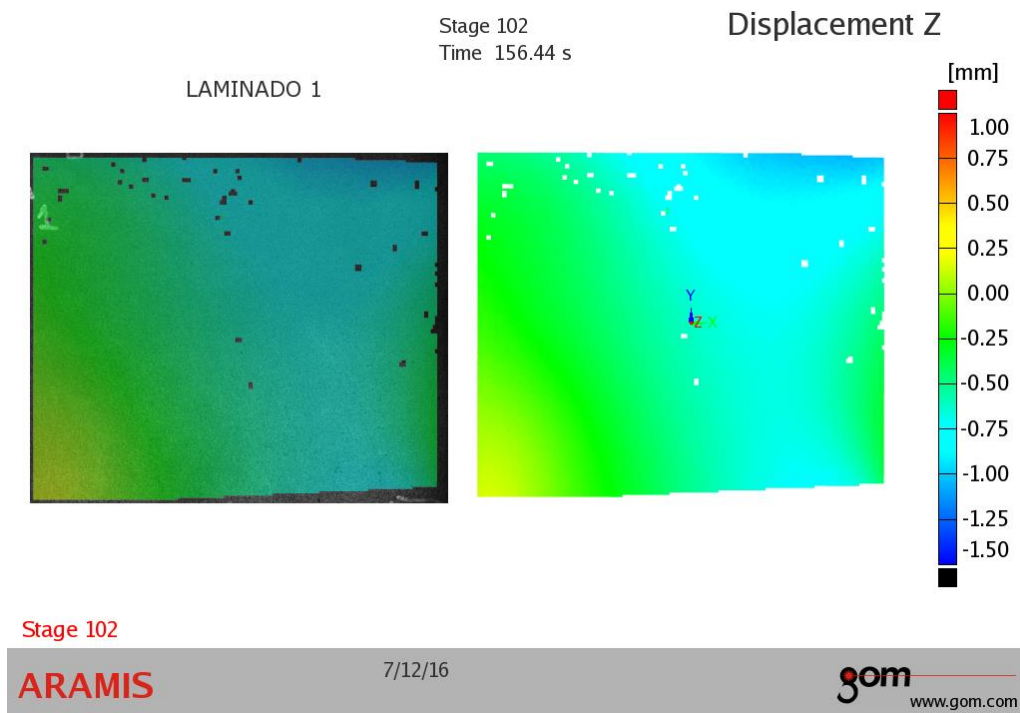 Stage 102
Time 156.44 s
Displacement Z
LAMINADO 1
[mm]
1.00
0.75
0.50
0.25
0.00
-0.25
-0.50
-0.75
-1.00
-1.25
-1.50
1
Y
Z X
Stage 102
ARAMIS
7/12/16
gom
www.gom.com